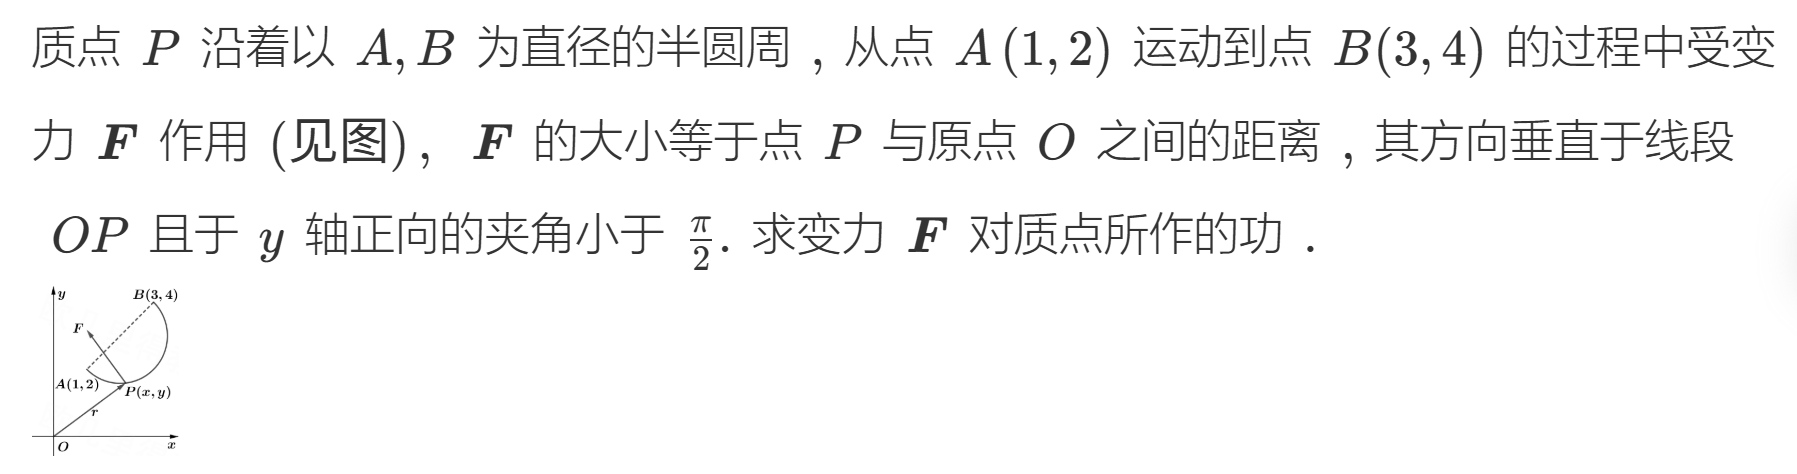 质点 P 沿着以 A, B 为直径的半圆周，从点 A(1, 2) 运动到点 B(3, 4) 的过程中受变
力 F 作用 (见图)， F 的大小等于点 P 与原点 O 之间的距离，其方向垂直于线段
OP 且于 y 轴正向的夹角小于 π/2. 求变力 F 对质点所作的功．
y
B(3, 4)
F
A(1, 2)
P(x, y)
r
O
x